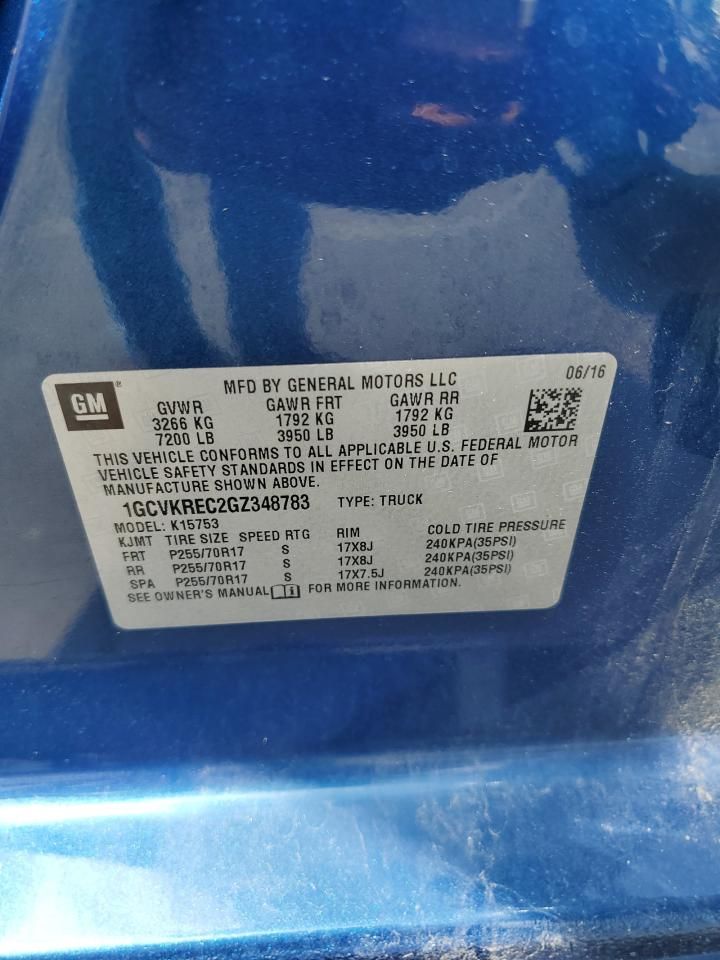 GM ®
MFD BY GENERAL MOTORS LLC 06/16
GVWR GAWR FRT GAWR RR
3266 KG 1792 KG 1792 KG
7200 LB 3950 LB 3950 LB
THIS VEHICLE CONFORMS TO ALL APPLICABLE U.S. FEDERAL MOTOR
VEHICLE SAFETY STANDARDS IN EFFECT ON THE DATE OF
MANUFACTURE SHOWN ABOVE.
1GCVKREC2GZ348783 TYPE: TRUCK
MODEL: K15753
KJMT TIRE SIZE SPEED RTG RIM COLD TIRE PRESSURE
FRT P255/70R17 S 17X8J 240KPA(35PSI)
RR P255/70R17 S 17X8J 240KPA(35PSI)
SPA P255/70R17 S 17X7.5J 240KPA(35PSI)
SEE OWNER'S MANUAL FOR MORE INFORMATION.